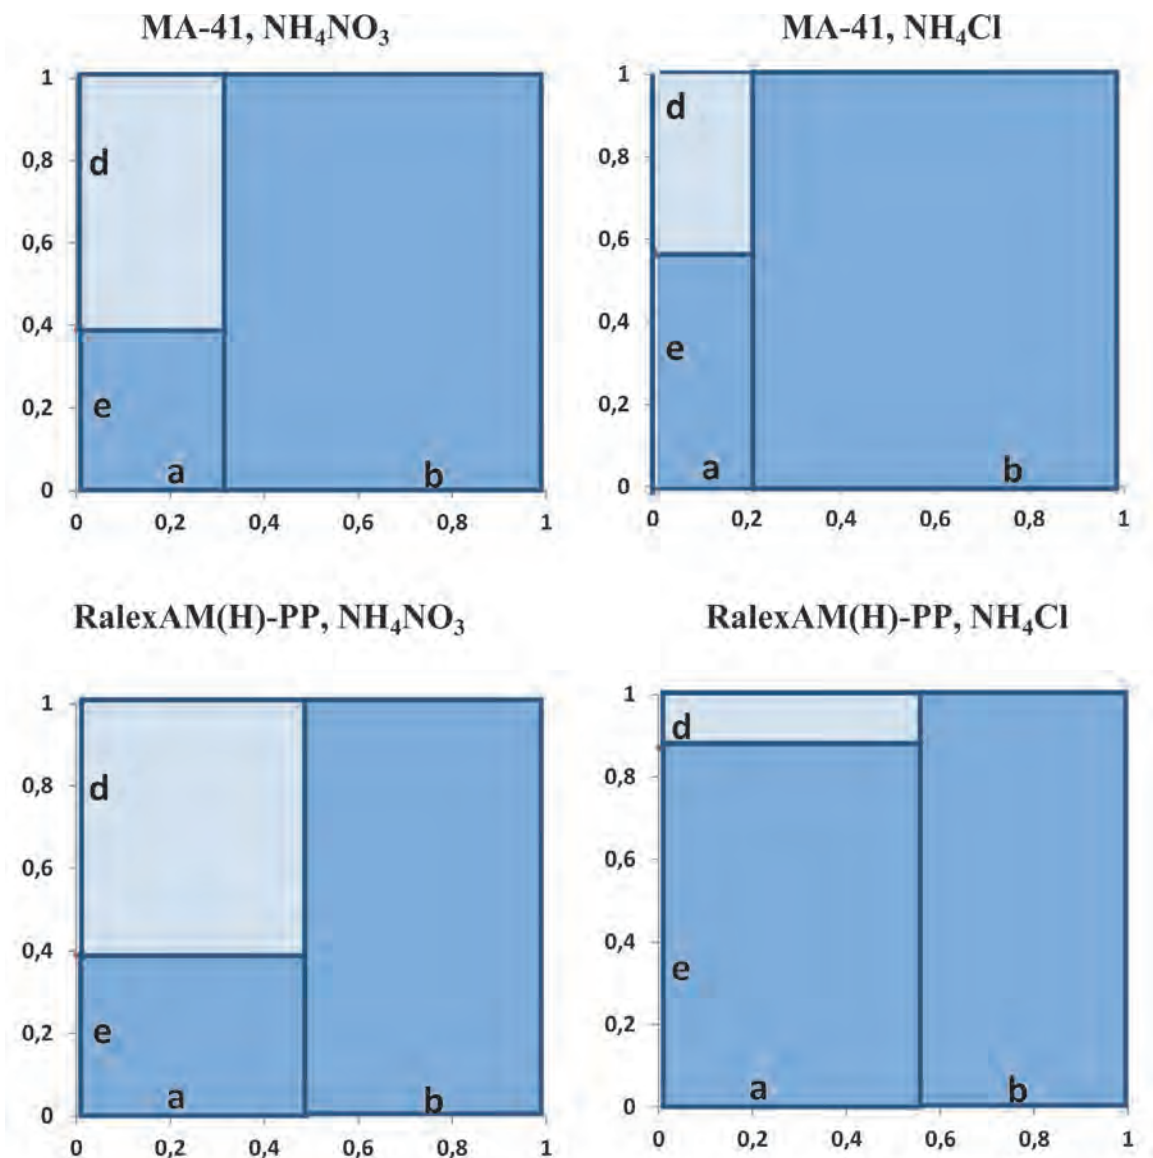 MA-41, NH₄NO₃
1
0,8
0,6
0,4
0,2
0
d
e
a b
0 0,2 0,4 0,6 0,8 1
MA-41, NH₄Cl
1
0,8
0,6
0,4
0,2
0
d
e
a b
0 0,2 0,4 0,6 0,8 1
RalexAM(H)-PP, NH₄NO₃
1
0,8
0,6
0,4
0,2
0
d
e
a b
0 0,2 0,4 0,6 0,8 1
RalexAM(H)-PP, NH₄Cl
1
0,8
0,6
0,4
0,2
0
d
e
a b
0 0,2 0,4 0,6 0,8 1